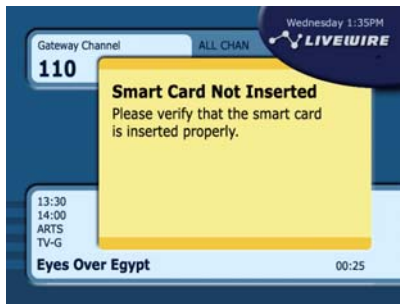 Wednesday 1:35PM
LIVEWIRE
Gateway Channel
ALL CHAN
110
Smart Card Not Inserted
Please verify that the smart card
is inserted properly.
13:30
14:00
ARTS
TV-G
Eyes Over Egypt
00:25